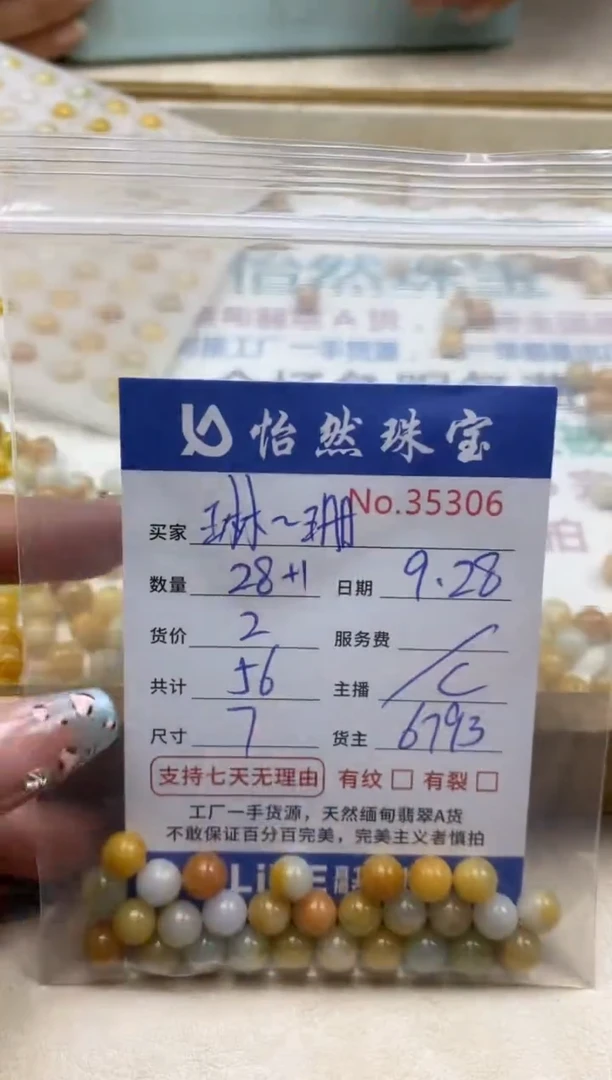 怡然珠宝
No.35306
买家 琳~珊
数量 28+1 日期 9.28
货价 2 服务费 /
共计 56 主播 C
尺寸 7 货主 6793
支持七天无理由 有纹 □ 有裂 □
工厂一手货源，天然缅甸翡翠A货
不敢保证百分百完美，完美主义者慎拍